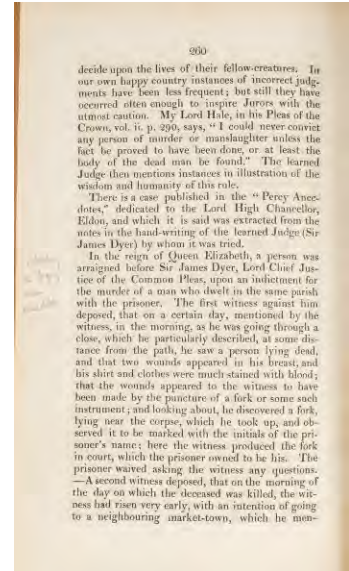 260
decide upon the lives of their fellow-creatures. In
our own happy country instances of incorrect judg-
ments have been less frequent; but still they have
occurred often enough to inspire Jurors with the
utmost caution. My Lord Hale, in his Pleas of the
Crown, vol. ii. p. 290, says, "I could never convict
any person of murder or manslaughter unless the
fact be proved to have been done, or at least the
body of the dead man be found." The learned
Judge then mentions instances in illustration of the
wisdom and humanity of this rule.
There is a case published in the "Percy Anec-
dotes," dedicated to the Lord High Chancellor,
Eldon, and which it is said was extracted from the
notes in the hand-writing of the learned Judge (Sir
James Dyer) by whom it was tried.
In the reign of Queen Elizabeth, a person was
arraigned before Sir James Dyer, Lord Chief Jus-
tice of the Common Pleas, upon an indictment for
the murder of a man who dwelt in the same parish
with the prisoner. The first witness against him
deposed, that on a certain day, mentioned by the
witness, in the morning, as he was going through a
close, which he particularly described, at some dis-
tance from the path, he saw a person lying dead,
and that two wounds appeared in his breast, and
his shirt and clothes were much stained with blood;
that the wounds appeared to the witness to have
been made by the puncture of a fork or some such
instrument; and looking about, he discovered a fork,
lying near the corpse, which he took up, and ob-
served it to be marked with the initials of the pri-
soner's name: here the witness produced the fork
in court, which the prisoner owned to be his. The
prisoner waived asking the witness any questions.
—A second witness deposed, that on the morning of
the day on which the deceased was killed, the wit-
ness had risen very early, with an intention of going
to a neighbouring market-town, which he men-